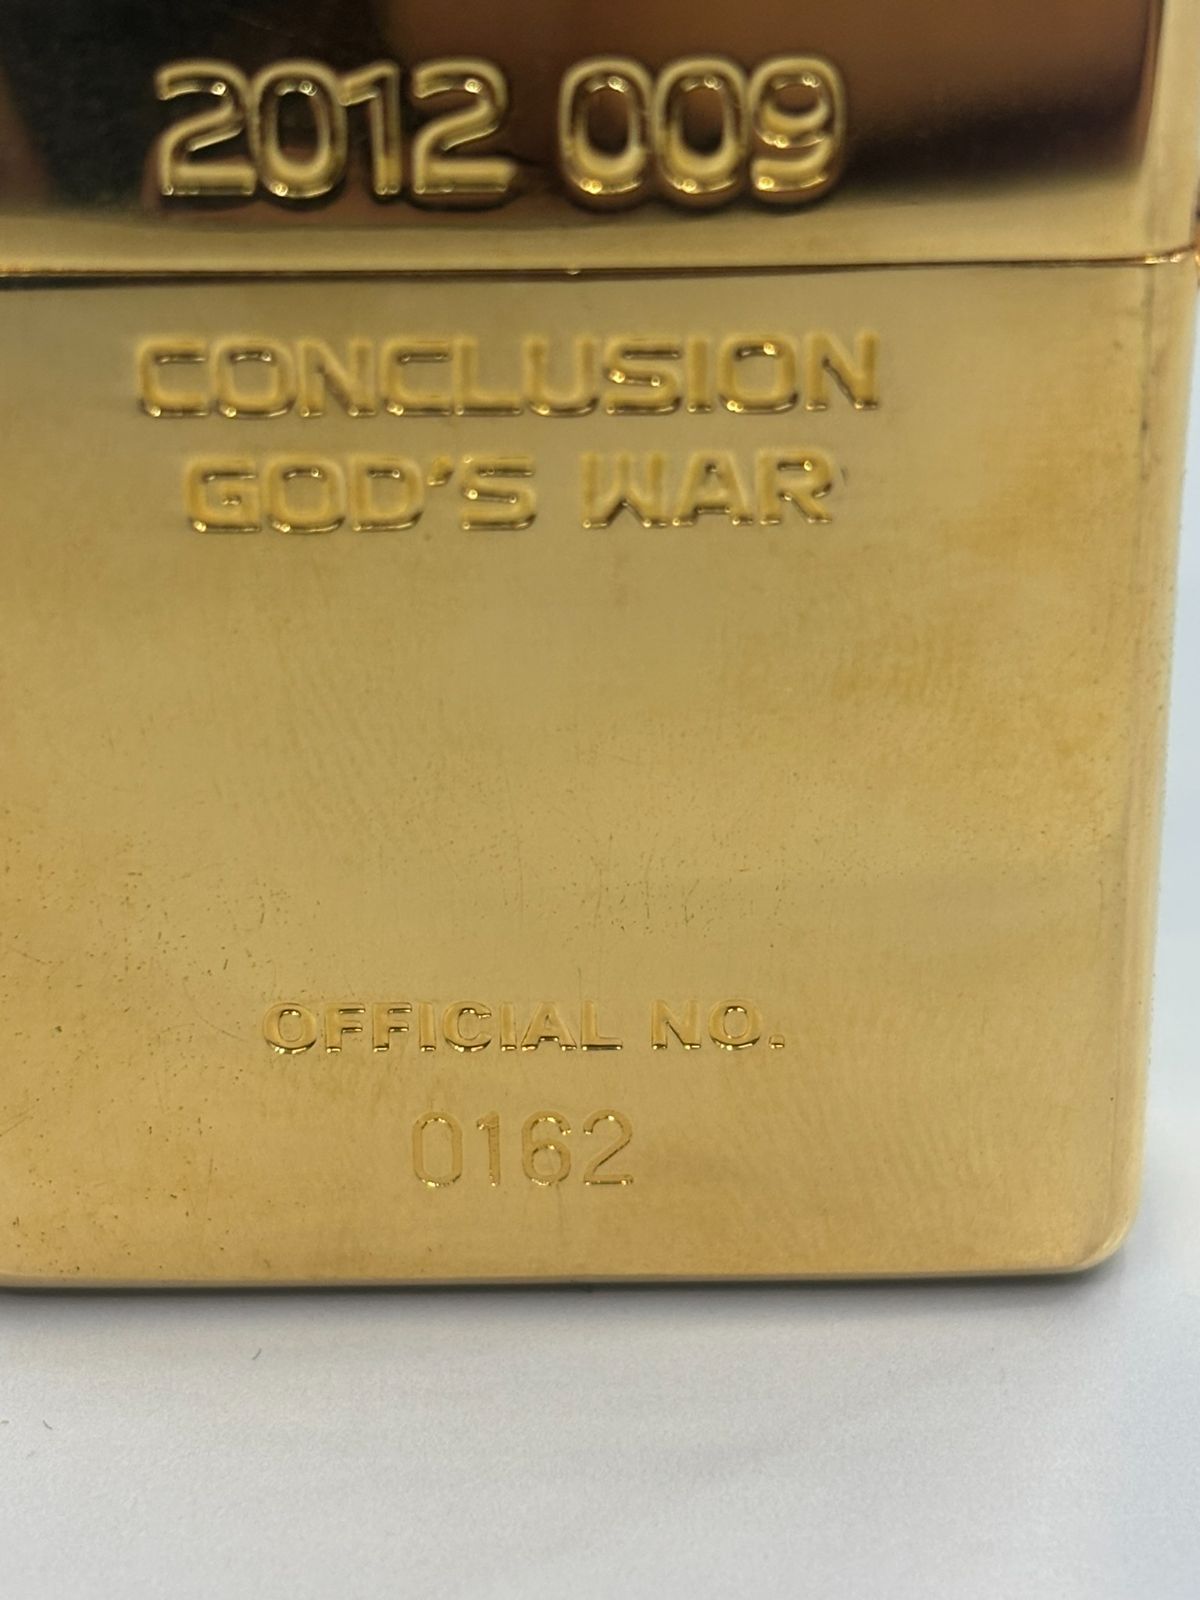 2012 009
CONCLUSION
GOD'S WAR
OFFICIAL NO.
0162